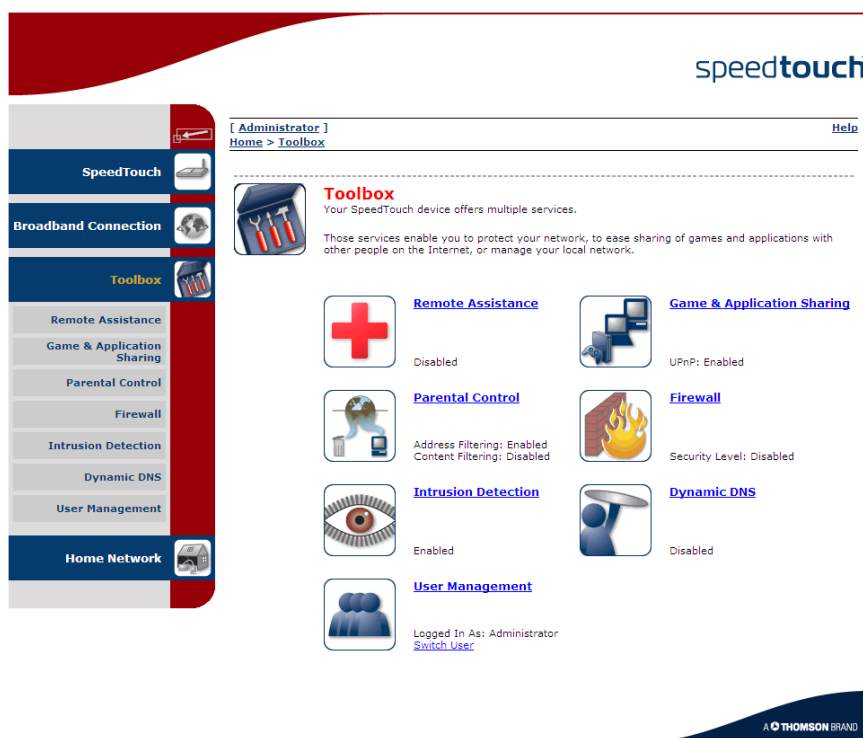 speedtouch
[ Administrator ]
Help
Home > Toolbox
SpeedTouch
Broadband Connection
Toolbox
Remote Assistance
Game & Application
Sharing
Parental Control
Firewall
Intrusion Detection
Dynamic DNS
User Management
Home Network
Toolbox
Your SpeedTouch device offers multiple services.
Those services enable you to protect your network, to ease sharing of games and applications with
other people on the Internet, or manage your local network.
Remote Assistance
Disabled
Game & Application Sharing
UPnP: Enabled
Parental Control
Address Filtering: Enabled
Content Filtering: Disabled
Firewall
Security Level: Disabled
Intrusion Detection
Enabled
Dynamic DNS
Disabled
User Management
Logged In As: Administrator
Switch User
A THOMSON BRAND